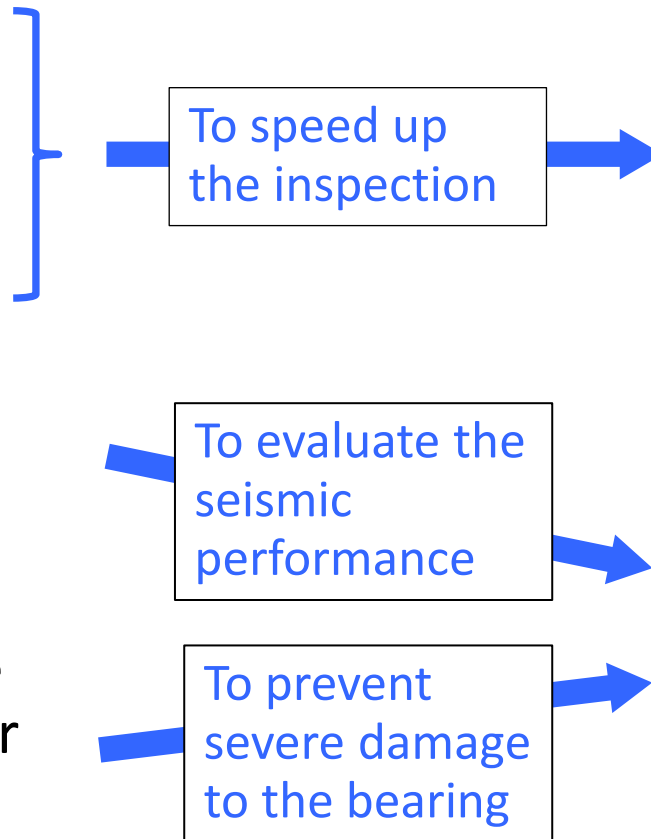 To speed up
the inspection
To evaluate the
seismic
performance
To prevent
severe damage
to the bearing